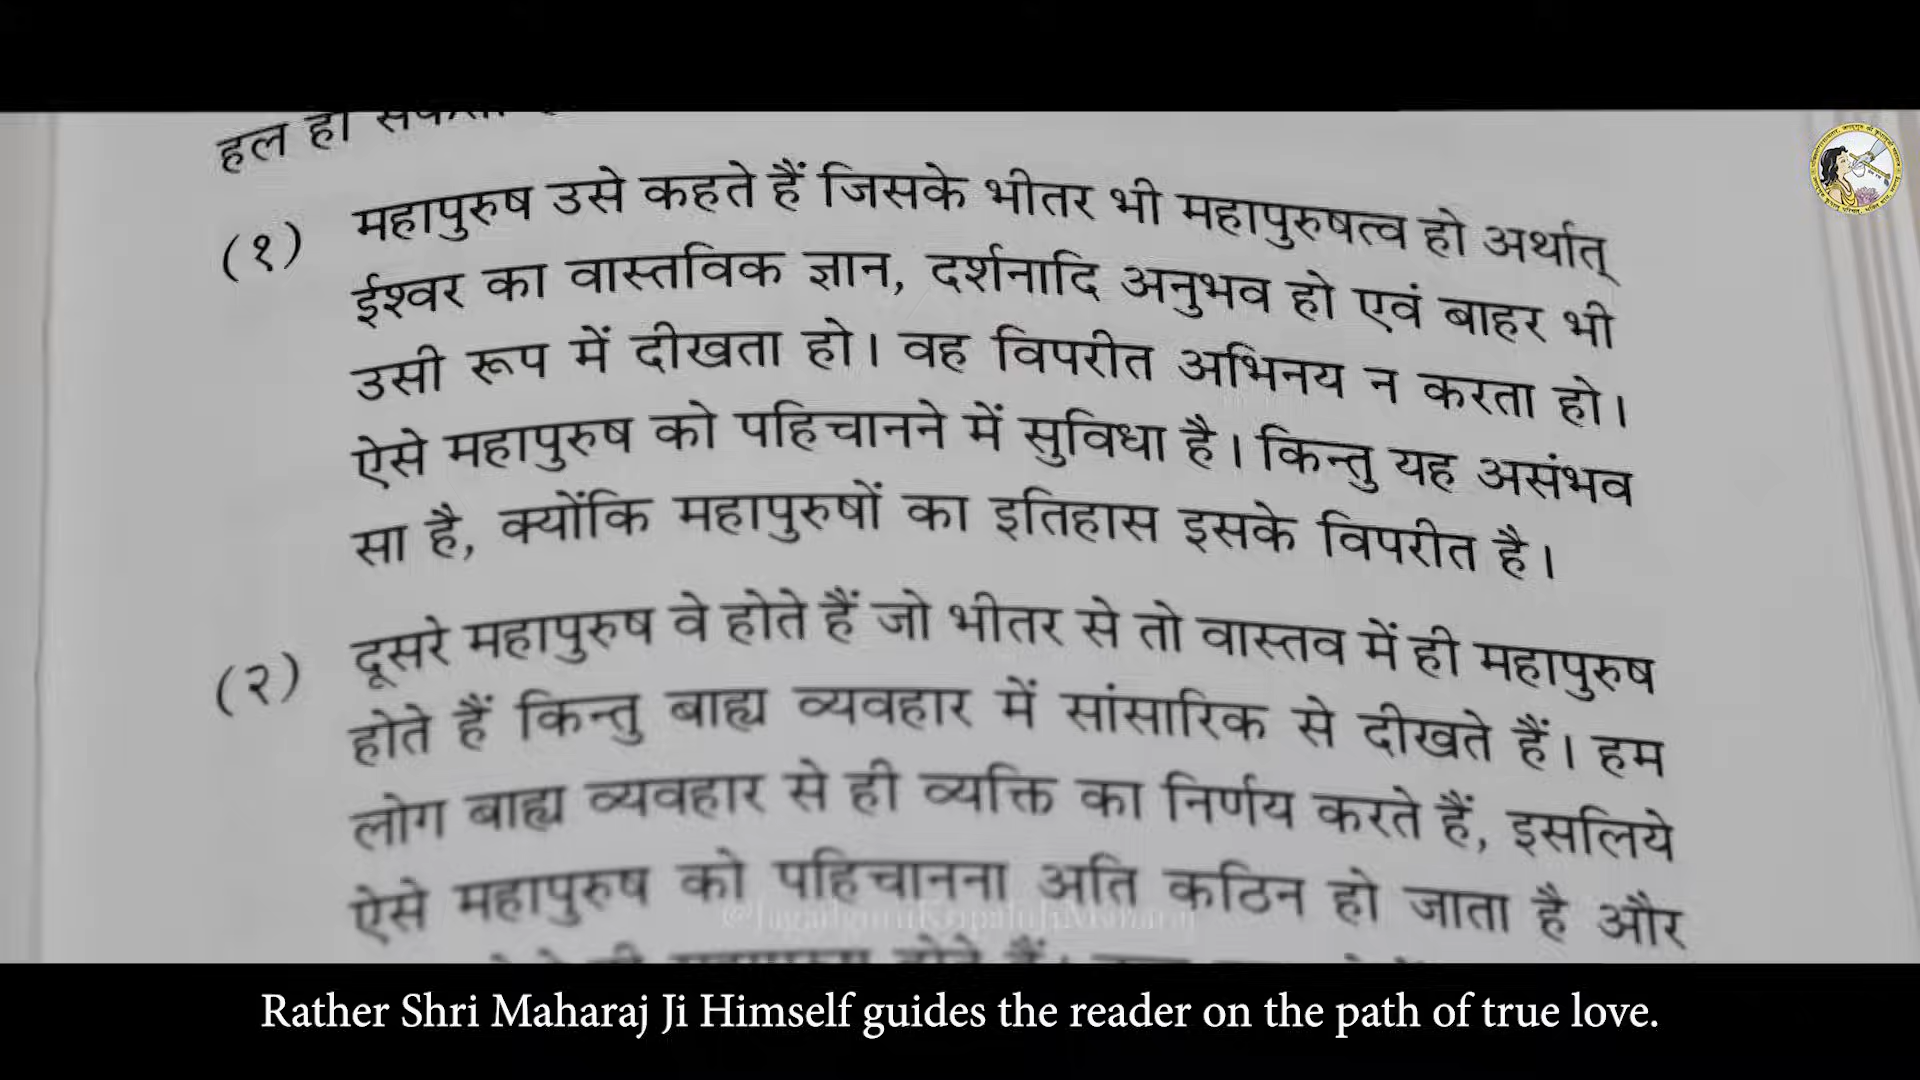 हल हो
(१) महापुरुष उसे कहते हैं जिसके भीतर भी महापुरुषत्व हो अर्थात्
ईश्वर का वास्तविक ज्ञान, दर्शनादि अनुभव हो एवं बाहर भी
उसी रूप में दीखता हो। वह विपरीत अभिनय न करता हो।
ऐसे महापुरुष को पहिचानने में सुविधा है। किन्तु यह असंभव
सा है, क्योंकि महापुरुषों का इतिहास इसके विपरीत है।
(२) दूसरे महापुरुष वे होते हैं जो भीतर से तो वास्तव में ही महापुरुष
होते हैं किन्तु बाह्य व्यवहार में सांसारिक से दीखते हैं। हम
लोग बाह्य व्यवहार से ही व्यक्ति का निर्णय करते हैं, इसलिये
ऐसे महापुरुष को पहिचानना अति कठिन हो जाता है और
@JagadguruKripaluJiMaharaj
Rather Shri Maharaj Ji Himself guides the reader on the path of true love.